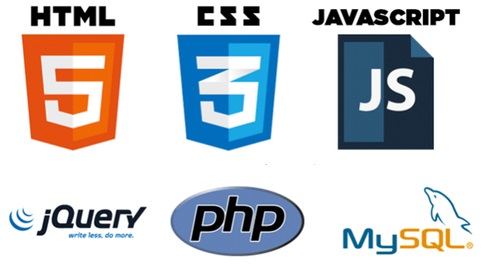 HTML
CSS
JAVASCRIPT
5
3
JS
jQuery
write less, do more.
php
MySQL®